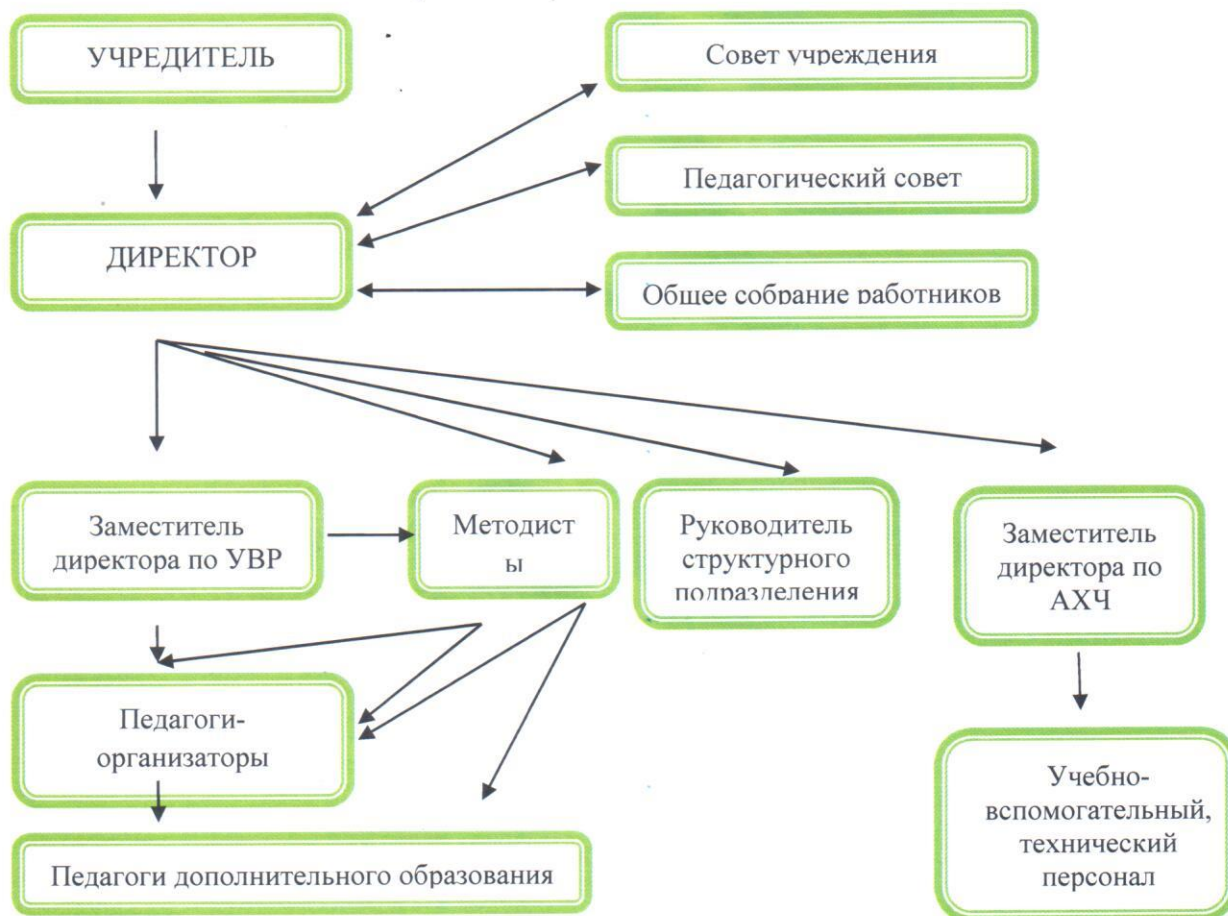 УЧРЕДИТЕЛЬ
Совет учреждения
Педагогический совет
ДИРЕКТОР
Общее собрание работников
Заместитель
директора по УВР
Методист
ы
Руководитель
структурного
подразделения
Заместитель
директора по
АХЧ
Педагоги-
организаторы
Учебно-
вспомогательный,
технический
персонал
Педагоги дополнительного образования